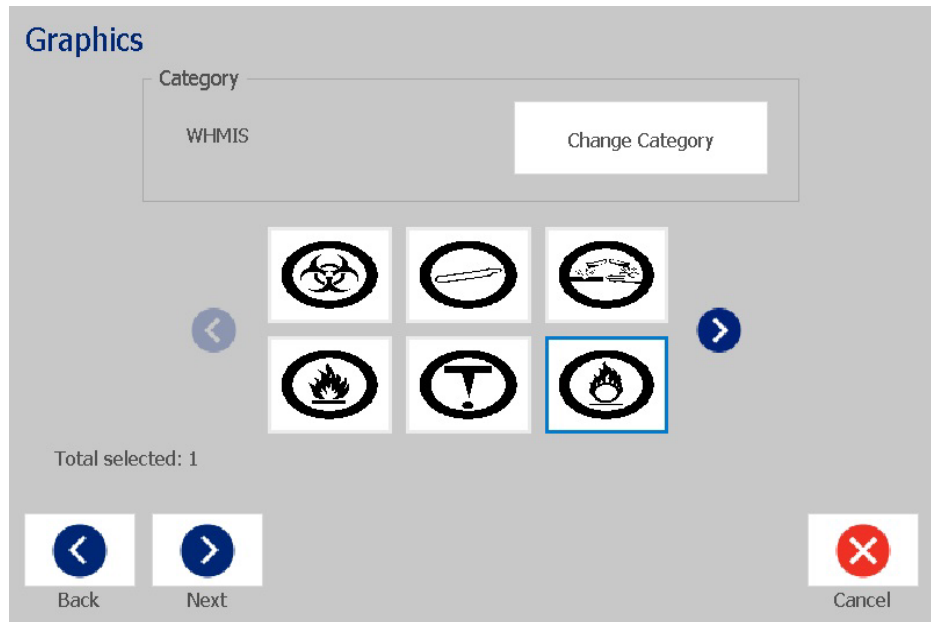 Graphics
Category
WHMIS
Change Category
Total selected: 1
Back
Next
Cancel